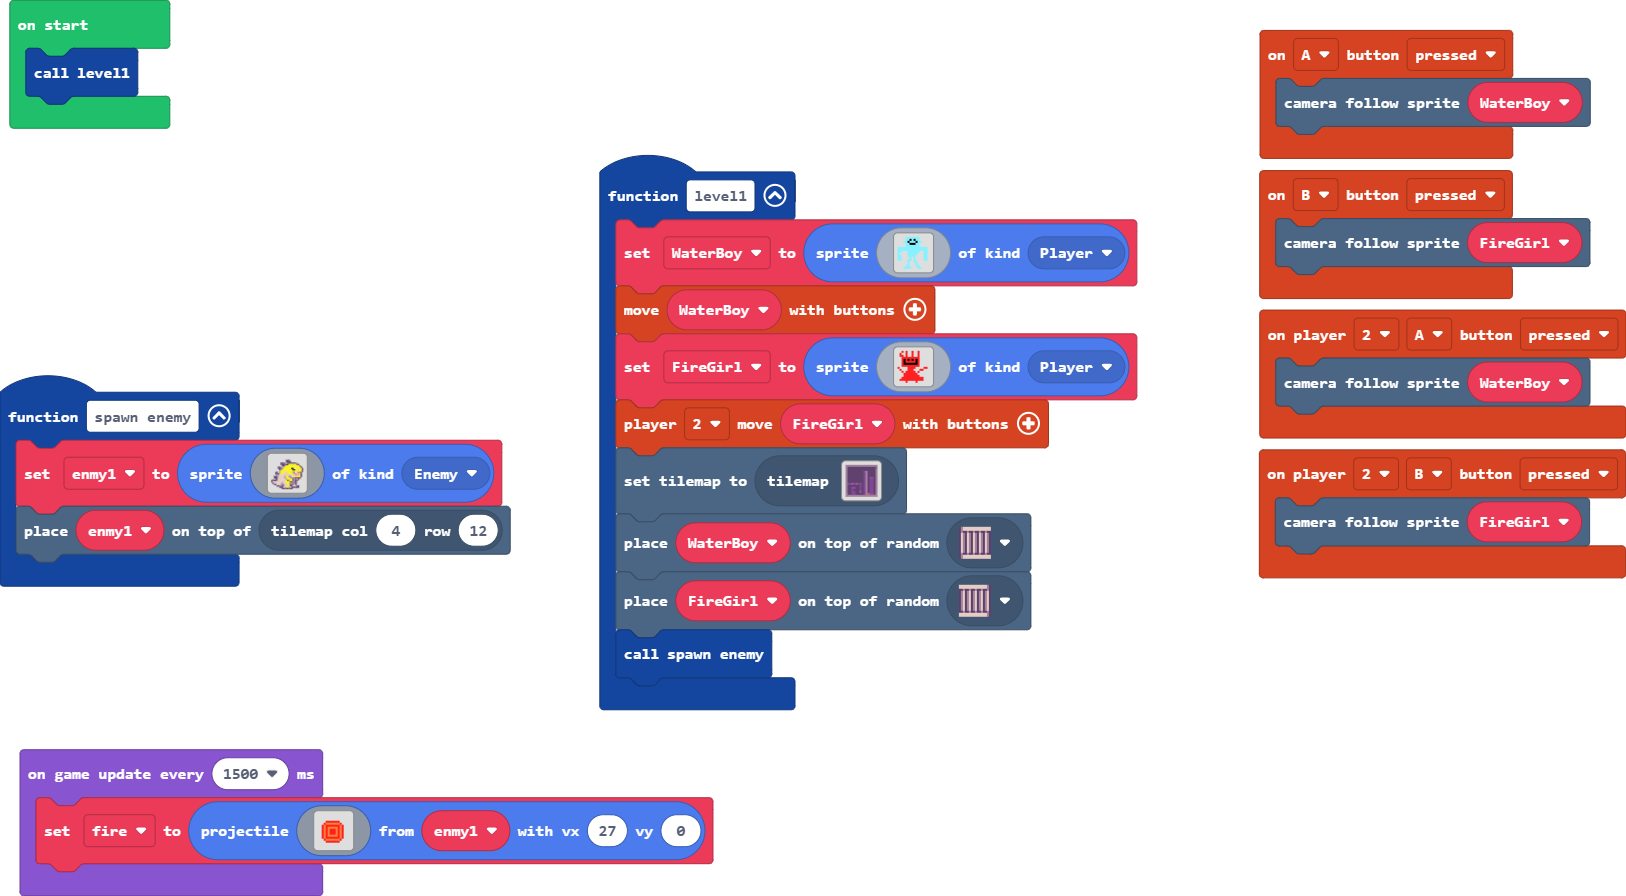 on start
call level1
function spawn enemy
set enmy1 to sprite of kind Enemy
place enmy1 on top of tilemap col 4 row 12
on game update every 1500 ms
set fire to projectile from enmy1 with vx 27 vy 0
function level1
set WaterBoy to sprite of kind Player
move WaterBoy with buttons
set FireGirl to sprite of kind Player
player 2 move FireGirl with buttons
set tilemap to tilemap
place WaterBoy on top of random
place FireGirl on top of random
call spawn enemy
on A button pressed
camera follow sprite WaterBoy
on B button pressed
camera follow sprite FireGirl
on player 2 A button pressed
camera follow sprite WaterBoy
on player 2 B button pressed
camera follow sprite FireGirl